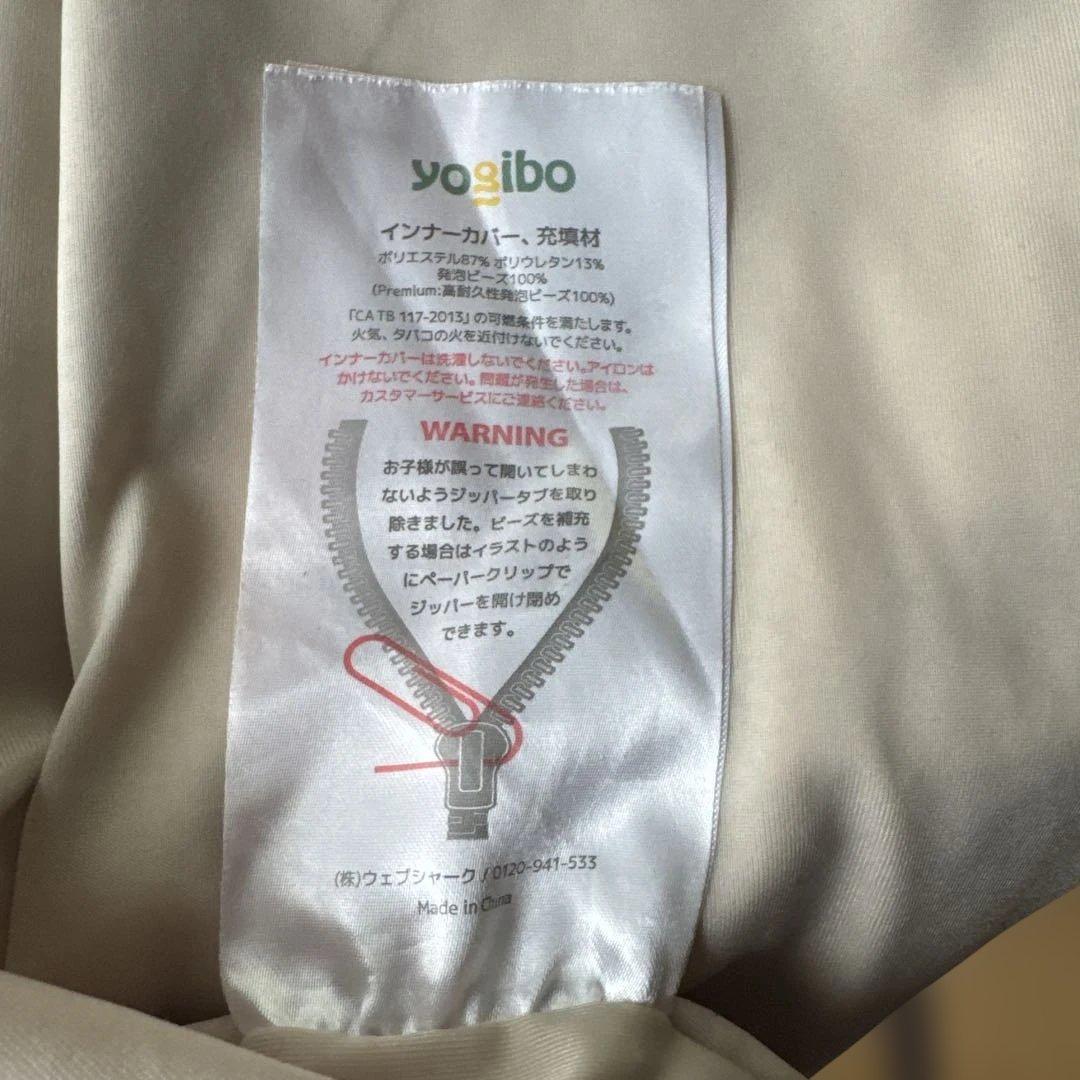 yogibo
インナーカバー、充填材
ポリエステル87% ポリウレタン13%
発泡ビーズ100%
(Premium:高耐久性発泡ビーズ100%)
「CA TB 117-2013」の可燃条件を満たします。
火気、タバコの火を近付けないでください。
インナーカバーは洗濯しないでください。アイロンは
かけないでください。問題が発生した場合は、
カスタマーサービスにご連絡ください。
WARNING
お子様が誤って開いてしまわ
ないようジッパータブを取り
除きました。ビーズを補充
する場合はイラストのよう
にペーパークリップで
ジッパーを開け閉め
できます。
(株)ウェブシャーク / 0120-941-533
Made in China